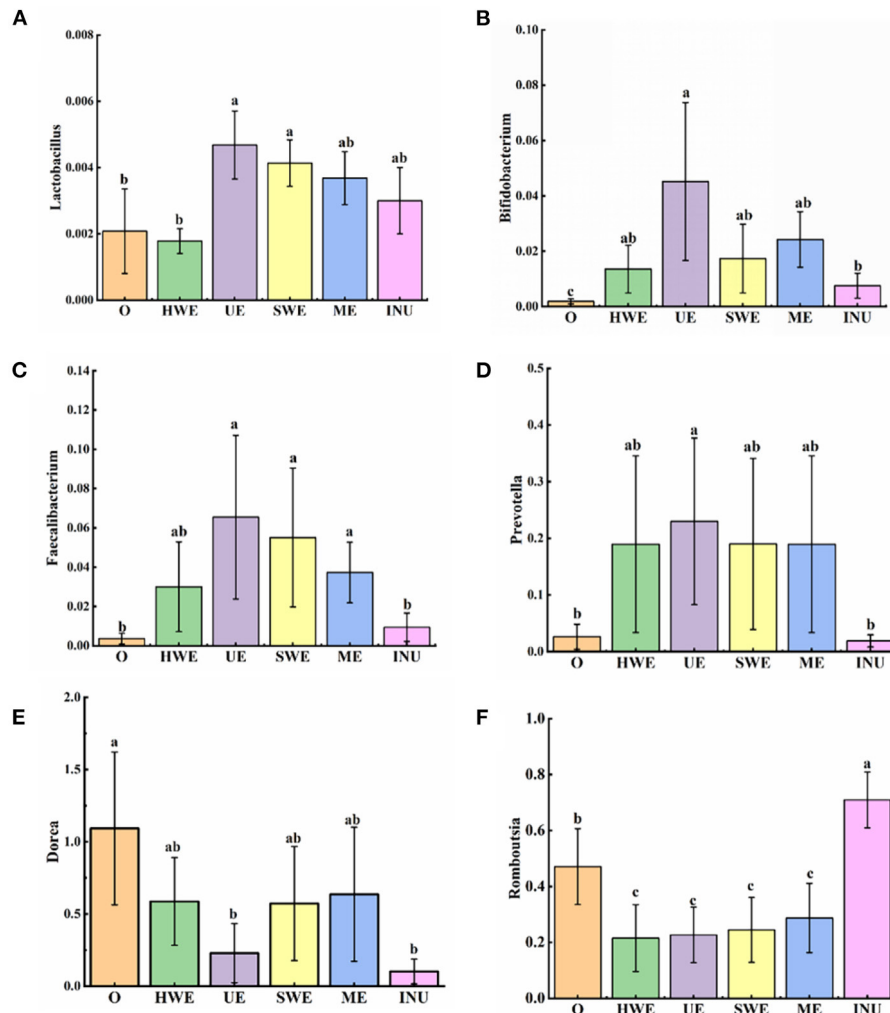 A
0.008
0.006
0.004
0.002
0.000
Lactobacillus
b
b
a
a
ab
ab
O HWE UE SWE ME INU
B
0.10
0.08
0.06
0.04
0.02
0.00
Bifidobacterium
c
ab
a
ab
ab
b
O HWE UE SWE ME INU
C
0.14
0.12
0.10
0.08
0.06
0.04
0.02
0.00
Faecalibacterium
b
ab
a
a
a
b
O HWE UE SWE ME INU
D
0.5
0.4
0.3
0.2
0.1
0.0
Prevotella
b
ab
a
ab
ab
b
O HWE UE SWE ME INU
E
2.0
1.5
1.0
0.5
0.0
Dorca
a
ab
b
ab
ab
b
O HWE UE SWE ME INU
F
1.0
0.8
0.6
0.4
0.2
0.0
Romboutsia
b
c
c
c
c
a
O HWE UE SWE ME INU